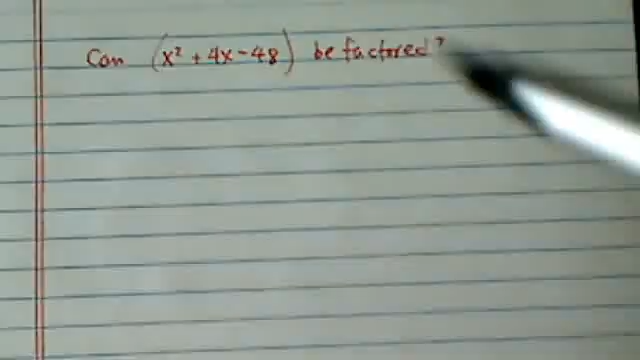 Can (x² + 4x - 48) be factored?